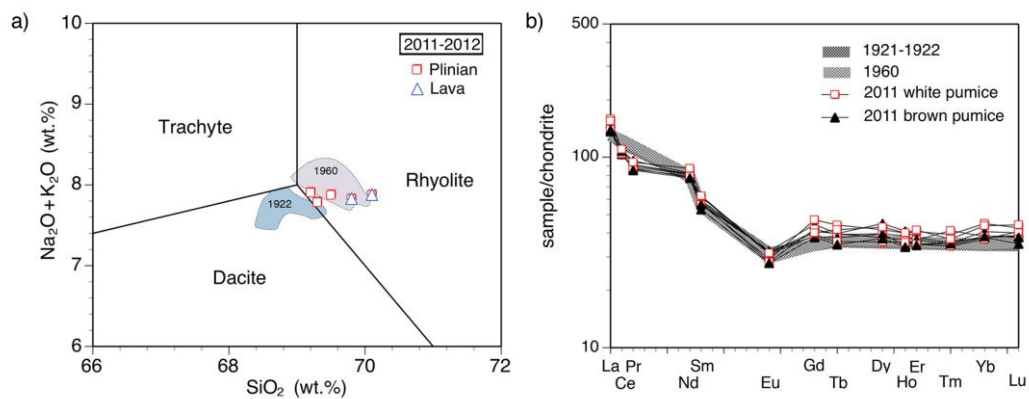 a)
10
9
8
7
6
Na₂O+K₂O (wt.%)
66
68
70
72
SiO₂ (wt.%)
Trachyte
Rhyolite
Dacite
1960
1922
2011-2012
Plinian
Lava
b)
500
100
10
sample/chondrite
1921-1922
1960
2011 white pumice
2011 brown pumice
La Pr Sm Gd Dy Er Yb
Ce Nd Eu Tb Ho Tm Lu